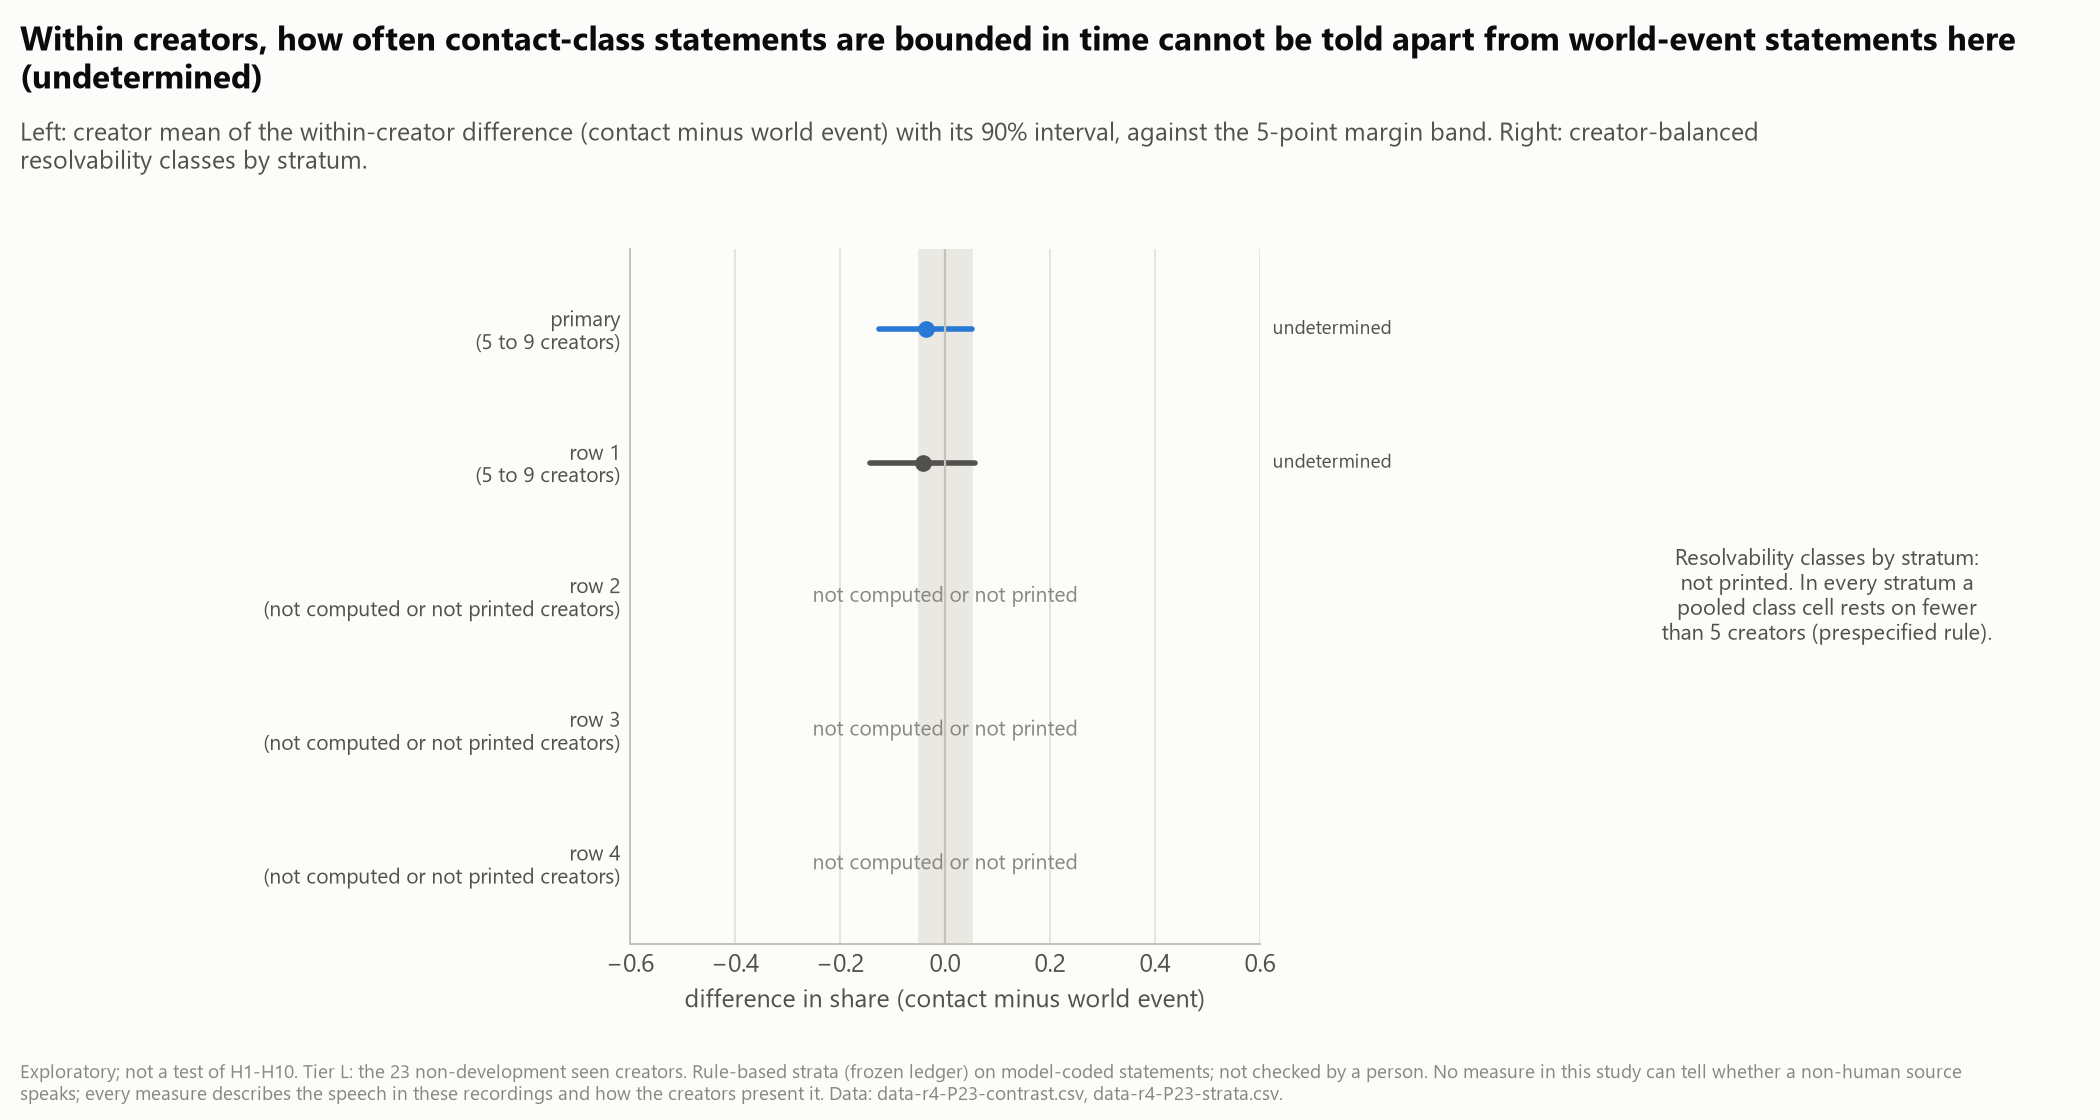 Within creators, how often contact-class statements are bounded in time cannot be told apart from world-event statements here
(undetermined)
Left: creator mean of the within-creator difference (contact minus world event) with its 90% interval, against the 5-point margin band. Right: creator-balanced
resolvability classes by stratum.
primary
(5 to 9 creators)
undetermined
row 1
(5 to 9 creators)
undetermined
row 2
(not computed or not printed creators)
not computed or not printed
Resolvability classes by stratum:
not printed. In every stratum a
pooled class cell rests on fewer
than 5 creators (prespecified rule).
row 3
(not computed or not printed creators)
not computed or not printed
row 4
(not computed or not printed creators)
not computed or not printed
−0.6 −0.4 −0.2 0.0 0.2 0.4 0.6
difference in share (contact minus world event)
Exploratory; not a test of H1-H10. Tier L: the 23 non-development seen creators. Rule-based strata (frozen ledger) on model-coded statements; not checked by a person. No measure in this study can tell whether a non-human source
speaks; every measure describes the speech in these recordings and how the creators present it. Data: data-r4-P23-contrast.csv, data-r4-P23-strata.csv.